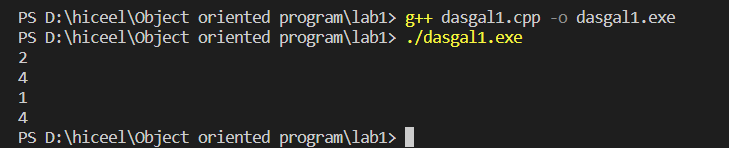 PS D:\hiceel\Object oriented program\lab1> g++ dasgal1.cpp -o dasgal1.exe
PS D:\hiceel\Object oriented program\lab1> ./dasgal1.exe
2
4
1
4
PS D:\hiceel\Object oriented program\lab1>